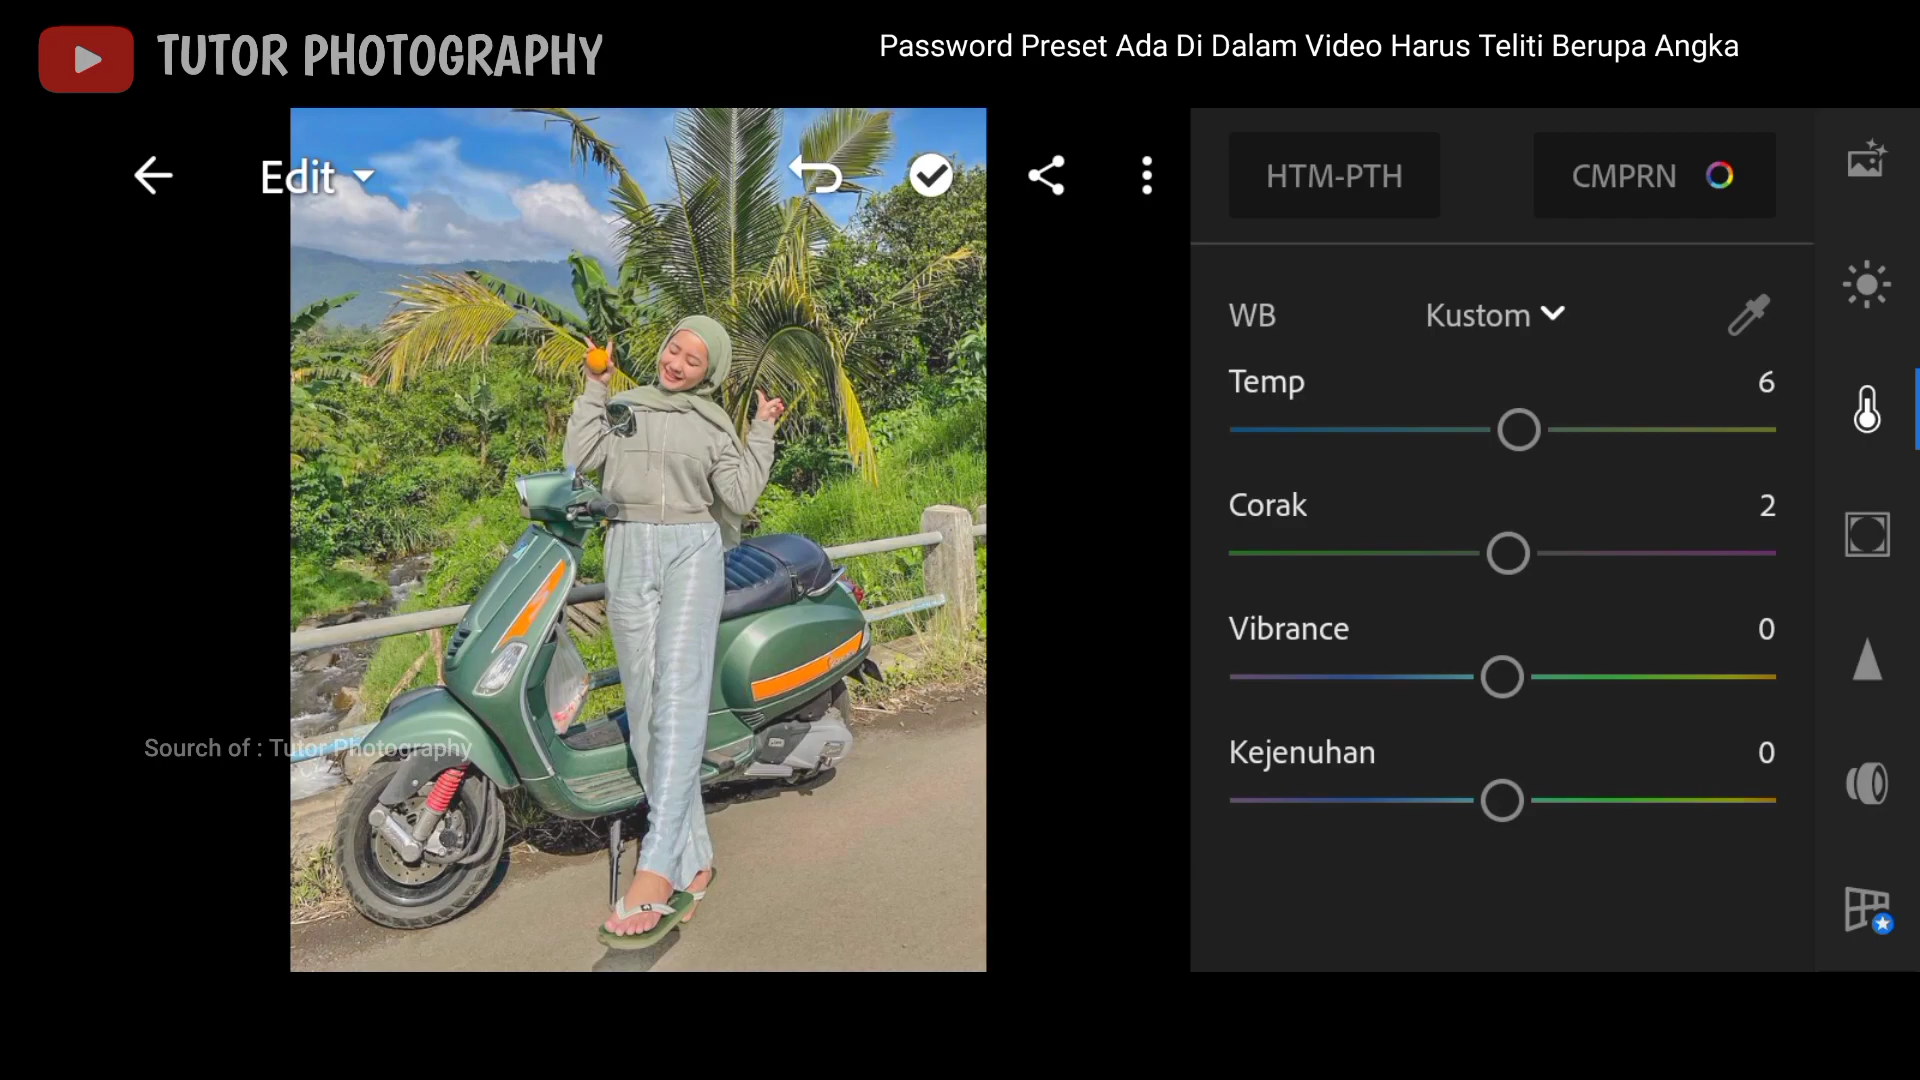 TUTOR PHOTOGRAPHY
Password Preset Ada Di Dalam Video Harus Teliti Berupa Angka
Edit
HTM-PTH
CMPRN
WB
Kustom
Temp
6
Corak
2
Vibrance
0
Kejenuhan
0
Sourch of : Tutor Photography